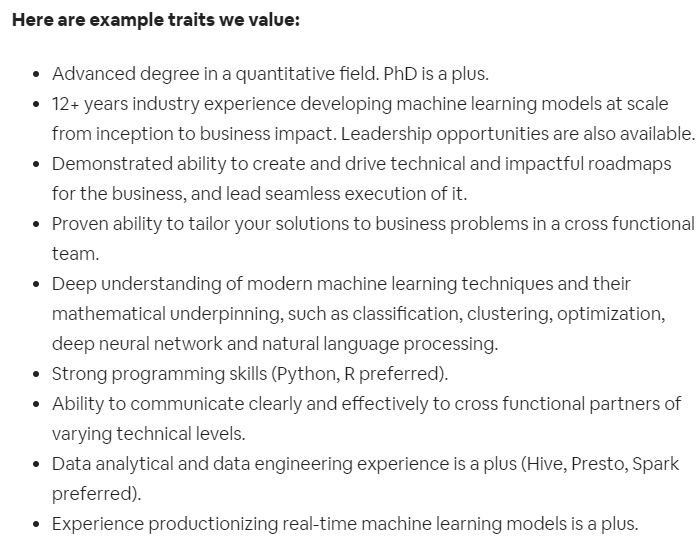 Here are example traits we value:
• Advanced degree in a quantitative field. PhD is a plus.
• 12+ years industry experience developing machine learning models at scale
from inception to business impact. Leadership opportunities are also available.
• Demonstrated ability to create and drive technical and impactful roadmaps
for the business, and lead seamless execution of it.
• Proven ability to tailor your solutions to business problems in a cross functional
team.
• Deep understanding of modern machine learning techniques and their
mathematical underpinning, such as classification, clustering, optimization,
deep neural network and natural language processing.
• Strong programming skills (Python, R preferred).
• Ability to communicate clearly and effectively to cross functional partners of
varying technical levels.
• Data analytical and data engineering experience is a plus (Hive, Presto, Spark
preferred).
• Experience productionizing real-time machine learning models is a plus.